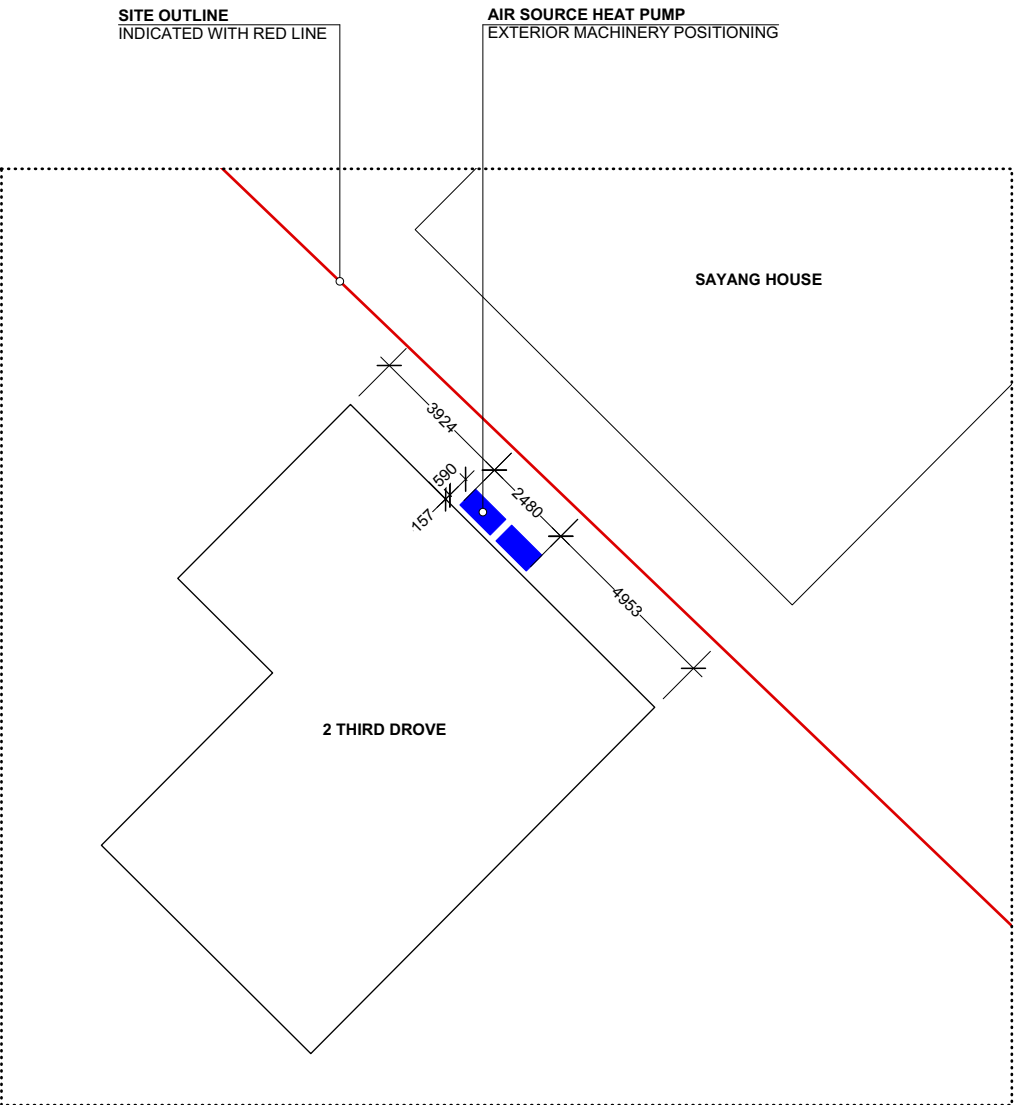 SITE OUTLINE
INDICATED WITH RED LINE
AIR SOURCE HEAT PUMP
EXTERIOR MACHINERY POSITIONING
SAYANG HOUSE
3924
590
2480
157
4953
2 THIRD DROVE